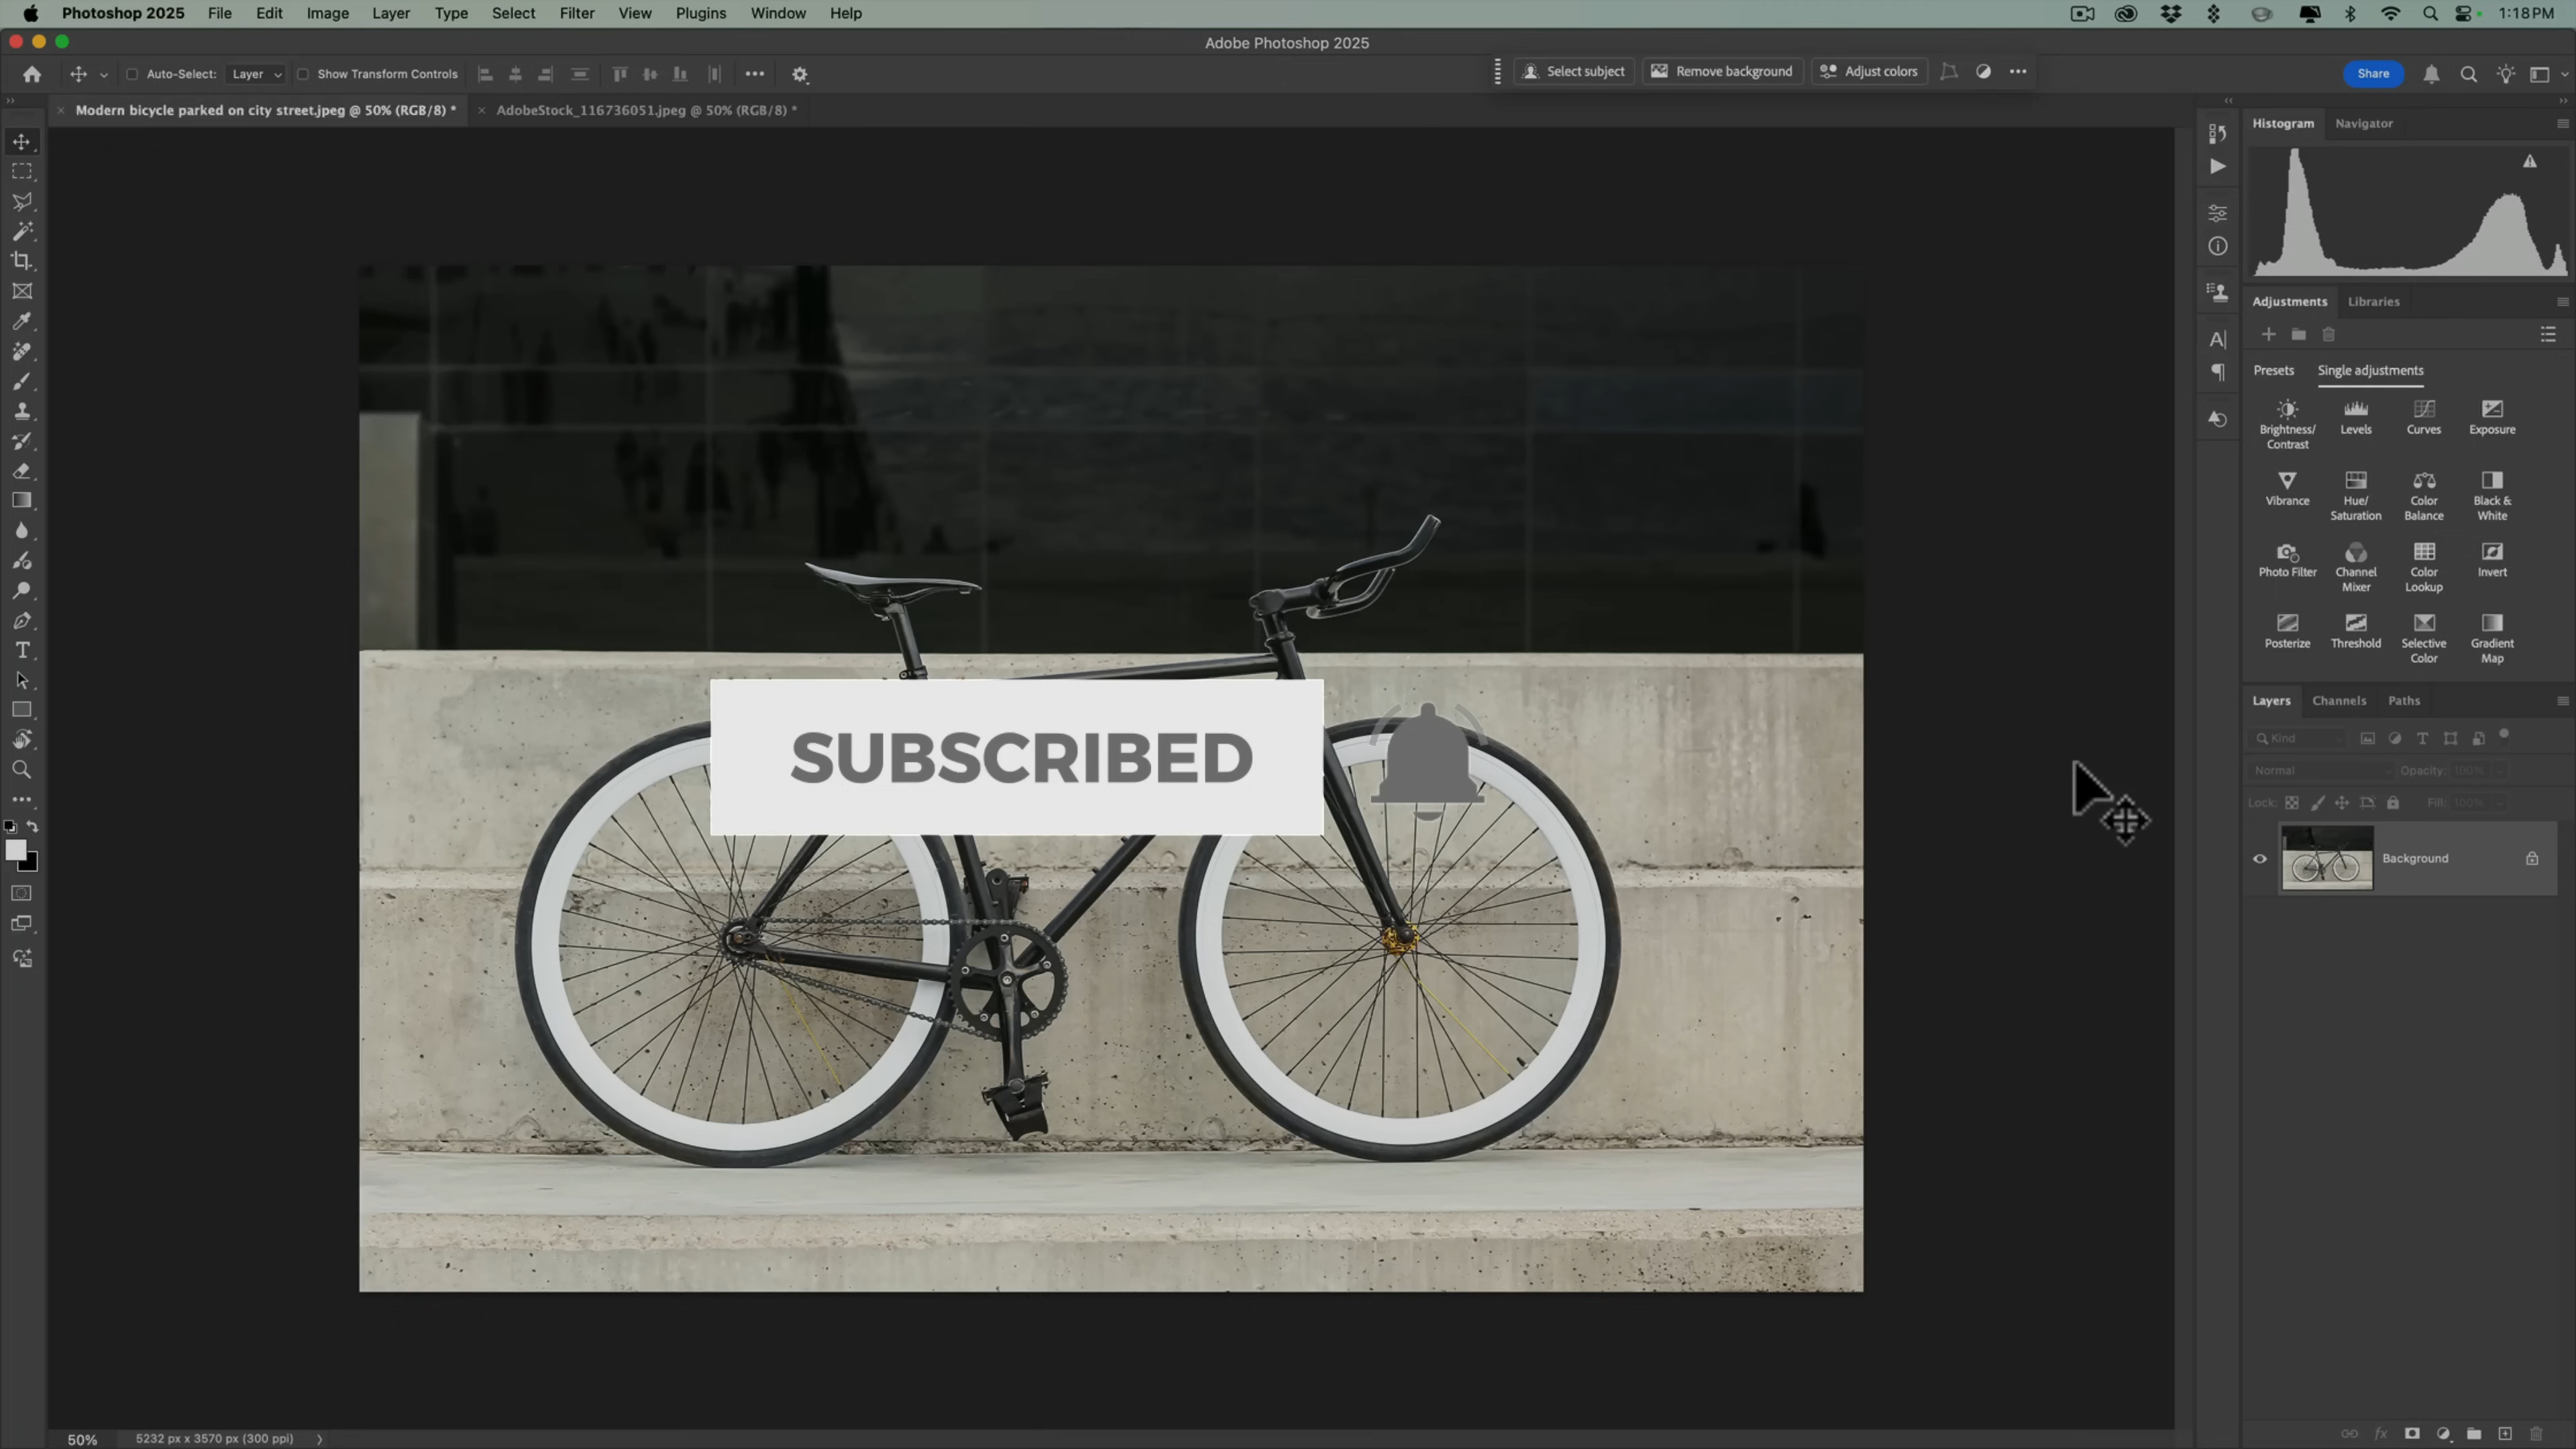 Photoshop 2025 File Edit Image Layer Type Select Filter View Plugins Window Help 1:18 PM
Adobe Photoshop 2025
Auto-Select: Layer Show Transform Controls Select subject Remove background Adjust colors Share
Modern bicycle parked on city street.jpeg @ 50% (RGB/8) * AdobeStock_116736051.jpeg @ 50% (RGB/8) *
Histogram Navigator
Adjustments Libraries
Presets Single adjustments
Brightness/ Levels Curves Exposure
Contrast
Vibrance Hue/ Color Black &
Saturation Balance White
Photo Filter Channel Color Invert
Mixer Lookup
Posterize Threshold Selective Gradient
Color Map
Layers Channels Paths
Kind
Normal Opacity: 100%
Lock: Fill: 100%
Background
SUBSCRIBED
50% 5232 px x 3570 px (300 ppi)